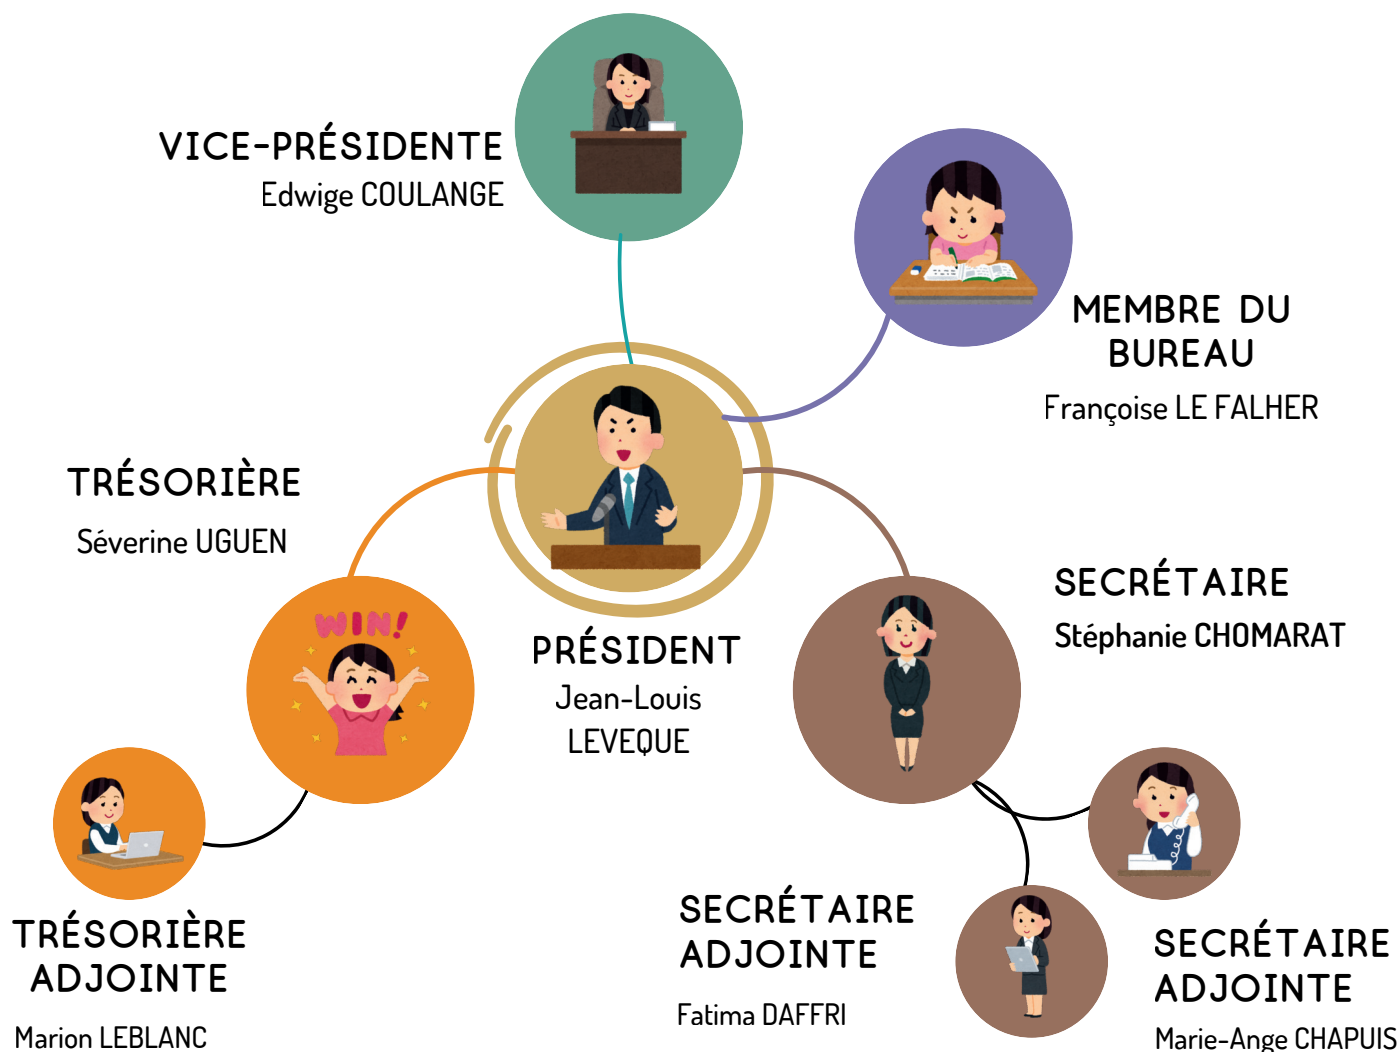 VICE-PRÉSIDENTE
Edwige COULANGE
MEMBRE DU
BUREAU
Françoise LE FALHER
TRÉSORIÈRE
Séverine UGUEN
WIN!
PRÉSIDENT
Jean-Louis
LEVEQUE
SECRÉTAIRE
Stéphanie CHOMARAT
TRÉSORIÈRE
ADJOINTE
Marion LEBLANC
SECRÉTAIRE
ADJOINTE
Fatima DAFFRI
SECRÉTAIRE
ADJOINTE
Marie-Ange CHAPUIS